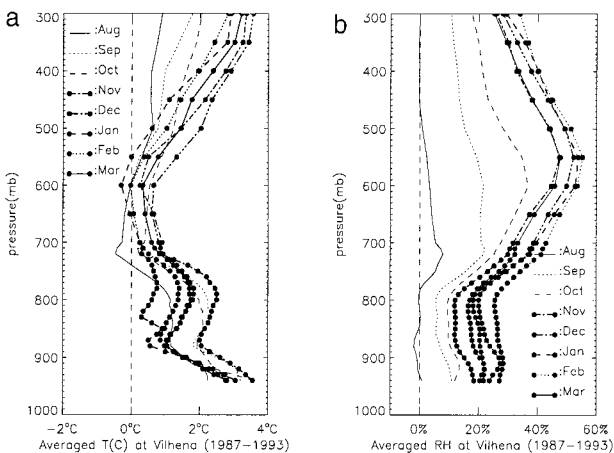 a
300
400
500
600
700
800
900
1000
pressure(mb)
:Aug
:Sep
:Oct
:Nov
:Dec
:Jan
:Feb
:Mar
−2°C
0°C
2°C
4°C
Averaged T(C) at Vilhena (1987−1993)
b
300
400
500
600
700
800
900
1000
pressure(mb)
:Aug
:Sep
:Oct
:Nov
:Dec
:Jan
:Feb
:Mar
0%
20%
40%
60%
Averaged RH at Vilhena (1987−1993)